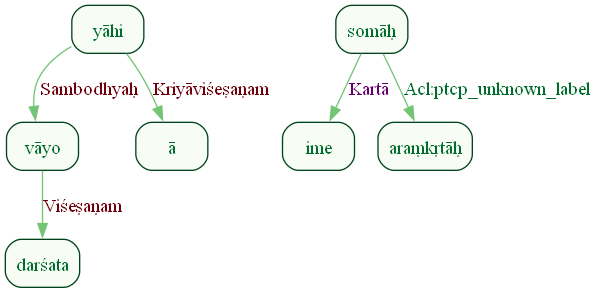 yāhi somāḥ
Sambodhyaḥ Kriyāviśeṣaṇam Kartā Acl:ptcp_unknown_label
vāyo ā ime araṃkṛtāḥ
Viśeṣaṇam
darśata